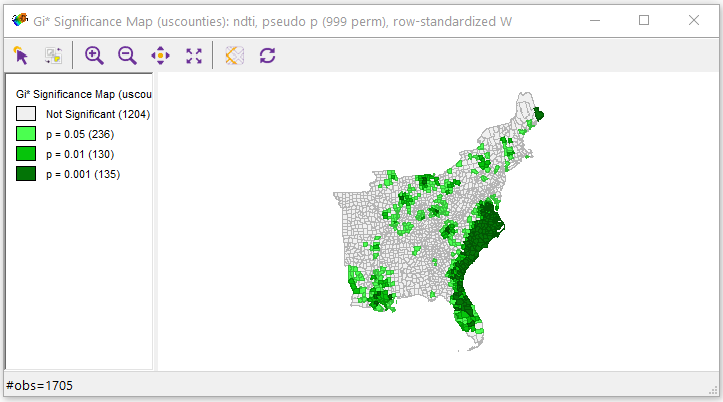 Gi* Significance Map (uscounties): ndti, pseudo p (999 perm), row-standardized W
Gi* Significance Map (uscou
Not Significant (1204)
p = 0.05 (236)
p = 0.01 (130)
p = 0.001 (135)
#obs=1705